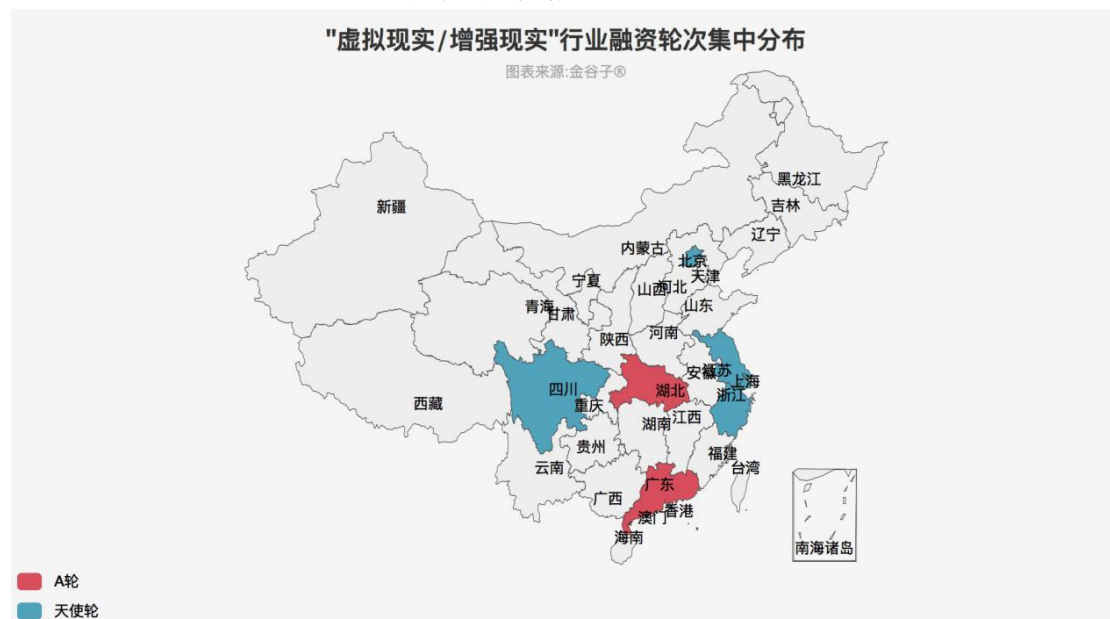 "虚拟现实/增强现实"行业融资轮次集中分布
图表来源:金谷子®
黑龙江
新疆
吉林
辽宁
内蒙古
北京
天津
宁夏
山西
河北
青海
甘肃
山东
陕西
河南
安徽
江苏
上海
四川
湖北
浙江
西藏
重庆
湖南
江西
贵州
福建
云南
台湾
广东
广西
香港
澳门
海南
南海诸岛
A轮
天使轮